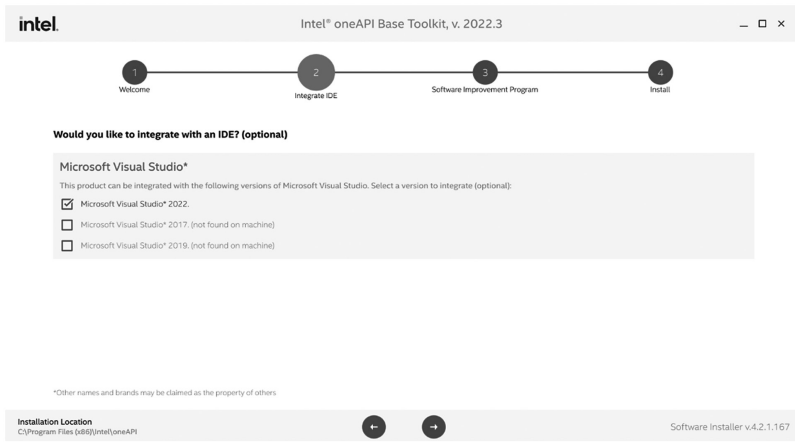 intel.
Intel® oneAPI Base Toolkit, v. 2022.3
1
2
3
4
Welcome
Integrate IDE
Software Improvement Program
Install
Would you like to integrate with an IDE? (optional)
Microsoft Visual Studio*
This product can be integrated with the following versions of Microsoft Visual Studio. Select a version to integrate (optional):
Microsoft Visual Studio* 2022.
Microsoft Visual Studio* 2017. (not found on machine)
Microsoft Visual Studio* 2019. (not found on machine)
*Other names and brands may be claimed as the property of others
Installation Location
C:\Program Files (x86)\Intel\oneAPI
Software Installer v.4.2.1.167